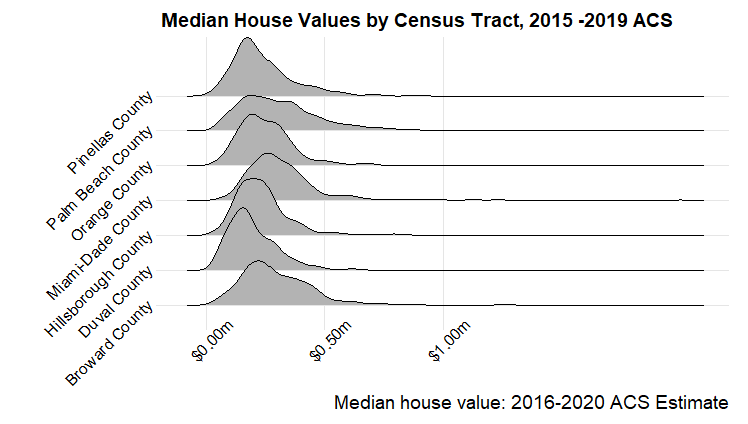 Median House Values by Census Tract, 2015 -2019 ACS
Pinellas County
Palm Beach County
Orange County
Miami-Dade County
Hillsborough County
Duval County
Broward County
$0.00m
$0.50m
$1.00m
Median house value: 2016-2020 ACS Estimate